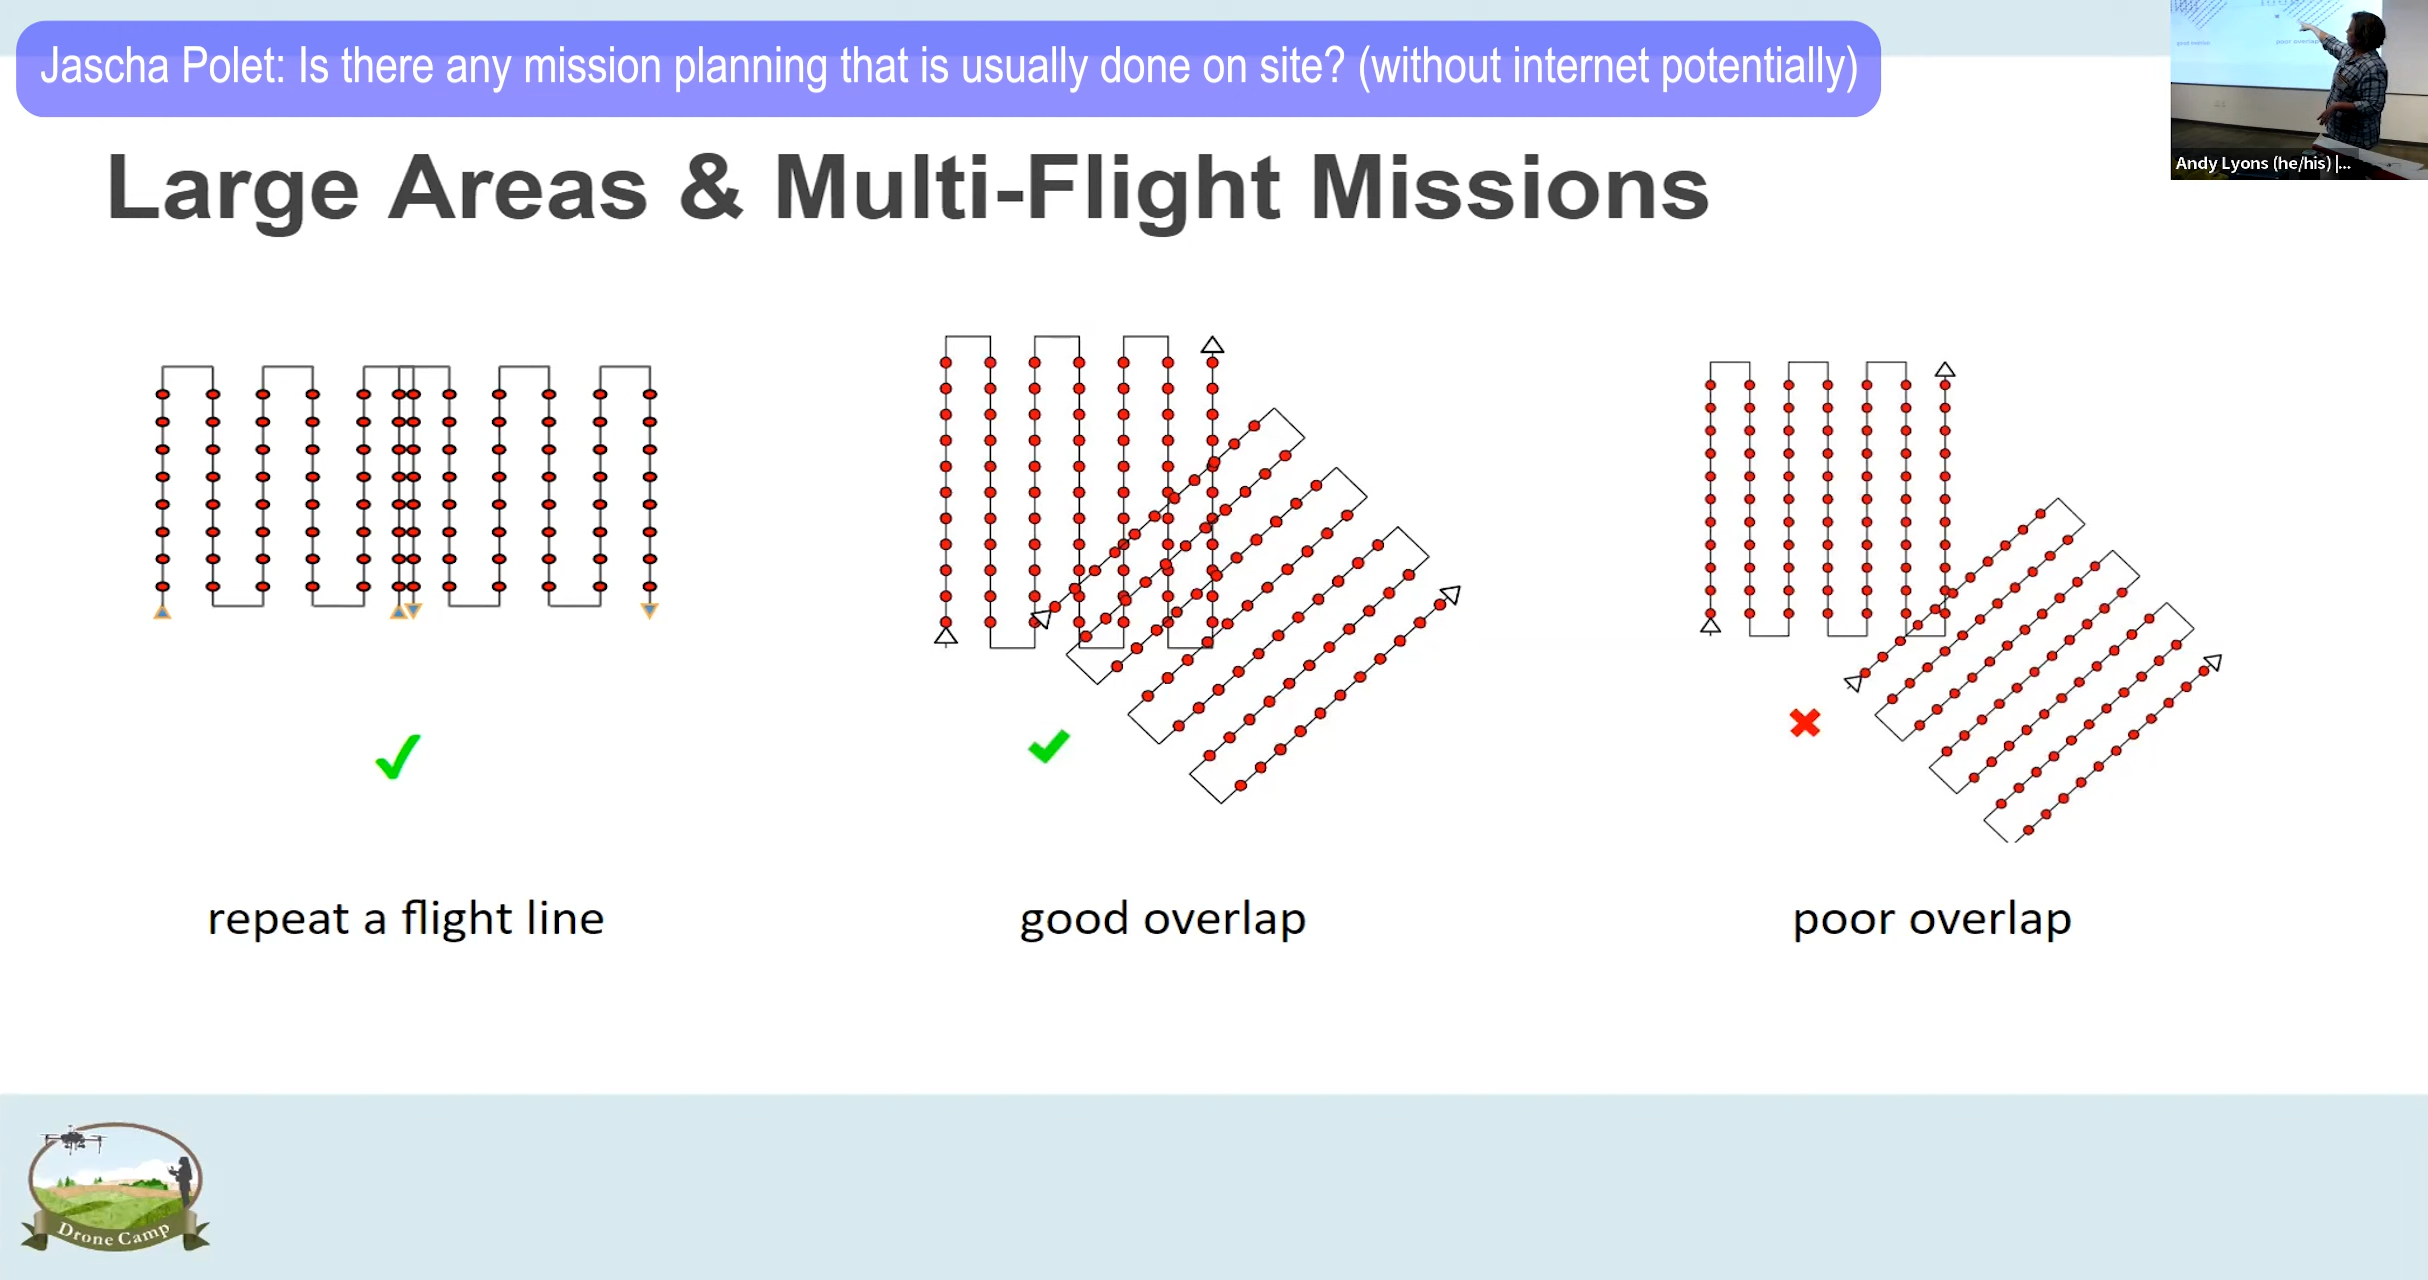 Jascha Polet: Is there any mission planning that is usually done on site? (without internet potentially)
Andy Lyons (he/his) |...
Large Areas & Multi-Flight Missions
repeat a flight line
good overlap
poor overlap
Drone Camp